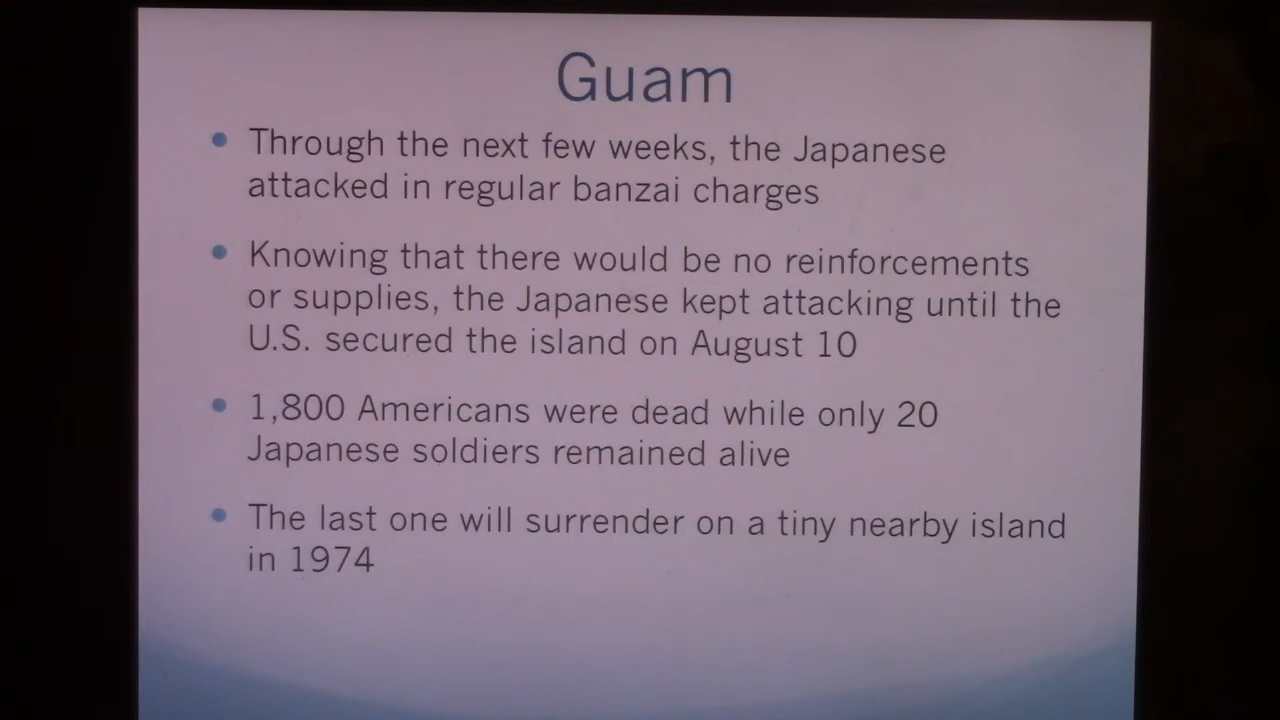 Guam
• Through the next few weeks, the Japanese
attacked in regular banzai charges
• Knowing that there would be no reinforcements
or supplies, the Japanese kept attacking until the
U.S. secured the island on August 10
• 1,800 Americans were dead while only 20
Japanese soldiers remained alive
• The last one will surrender on a tiny nearby island
in 1974